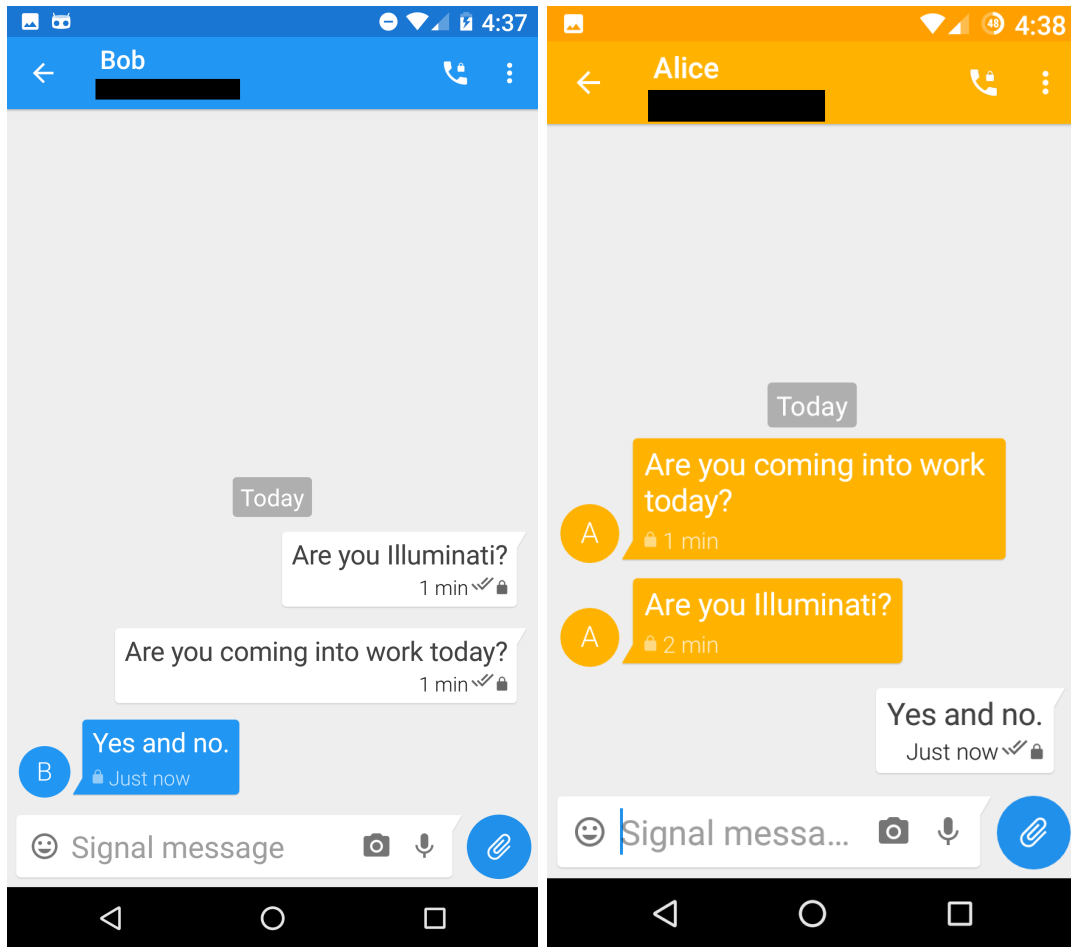 4:37
Bob
Today
Are you Illuminati?
1 min
Are you coming into work today?
1 min
B
Yes and no.
Just now
Signal message
48
4:38
Alice
Today
Are you coming into work
today?
A
1 min
Are you Illuminati?
A
2 min
Yes and no.
Just now
Signal messa...